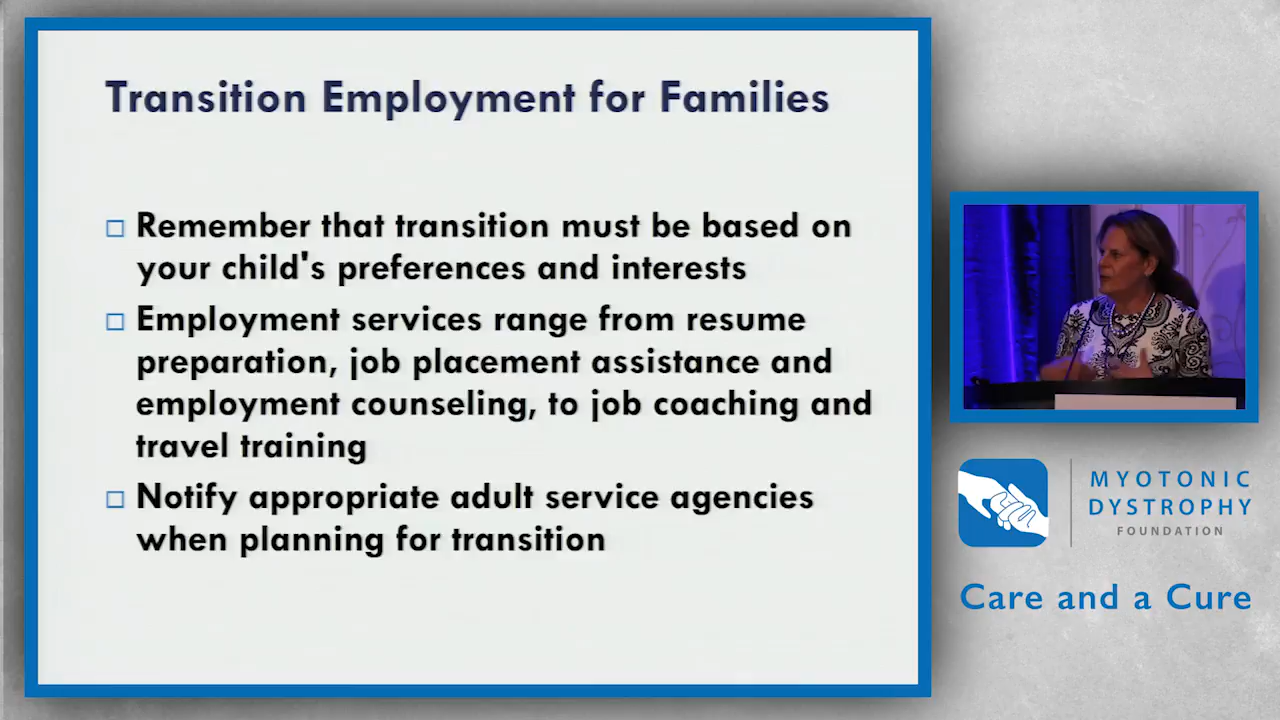 Transition Employment for Families
Remember that transition must be based on
your child's preferences and interests
Employment services range from resume
preparation, job placement assistance and
employment counseling, to job coaching and
travel training
Notify appropriate adult service agencies
when planning for transition
MYOTONIC
DYSTROPHY
FOUNDATION
Care and a Cure